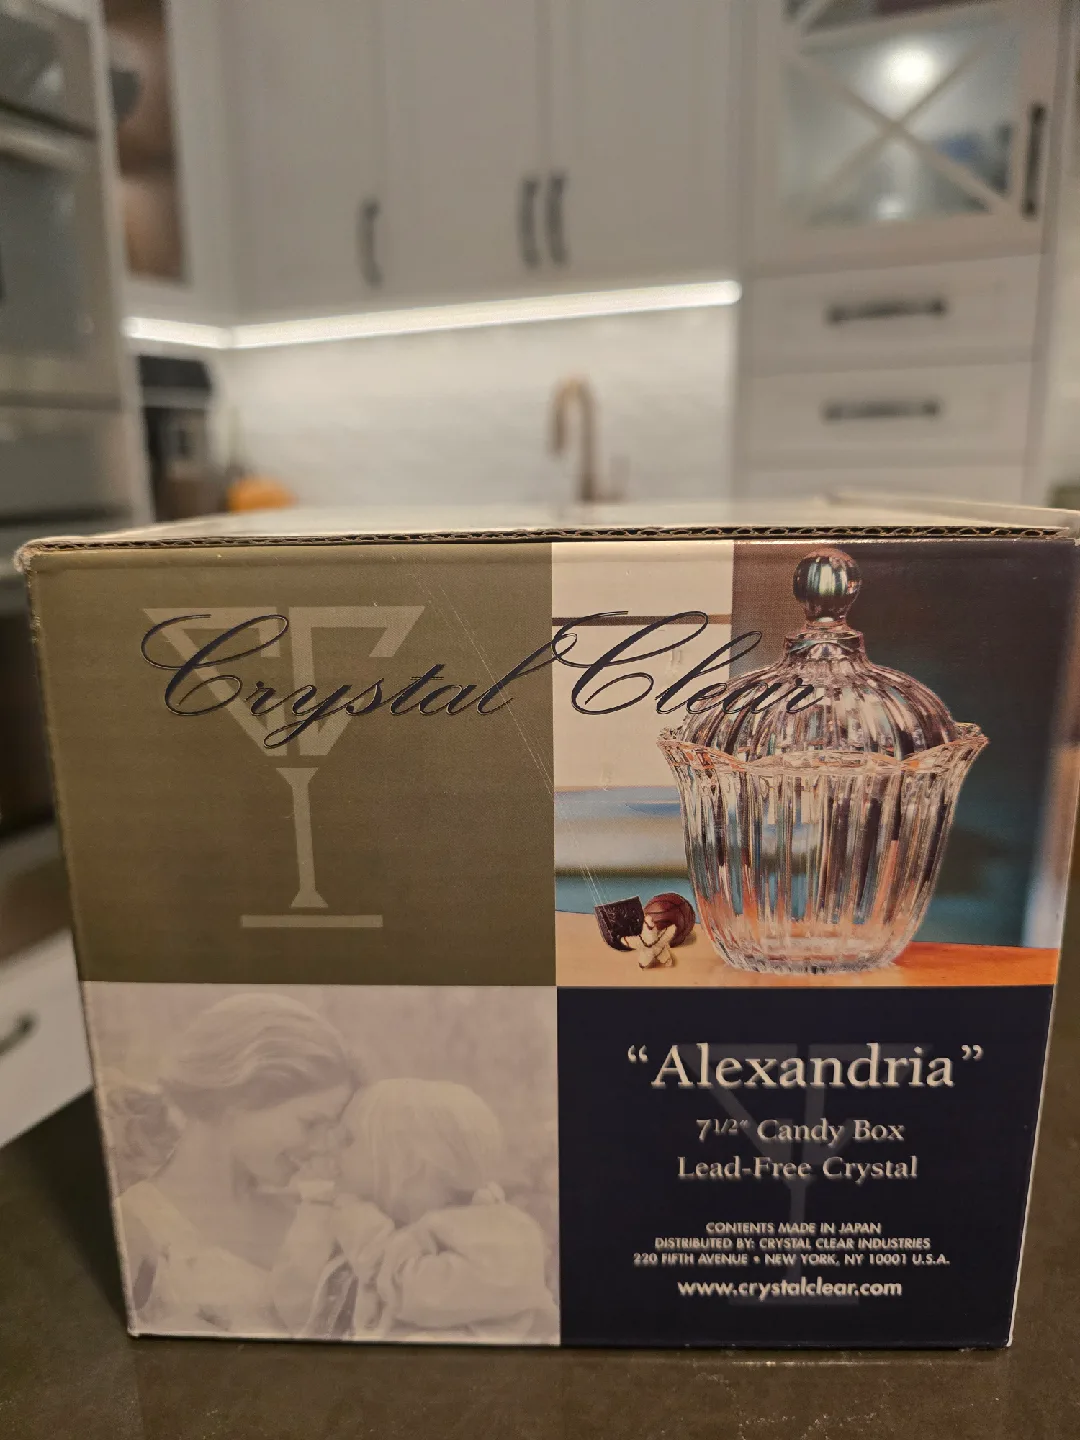 Crystal Clear
“Alexandria”
7 1/2" Candy Box
Lead-Free Crystal
CONTENTS MADE IN JAPAN
DISTRIBUTED BY: CRYSTAL CLEAR INDUSTRIES
220 FIFTH AVENUE • NEW YORK, NY 10001 U.S.A.
www.crystalclear.com